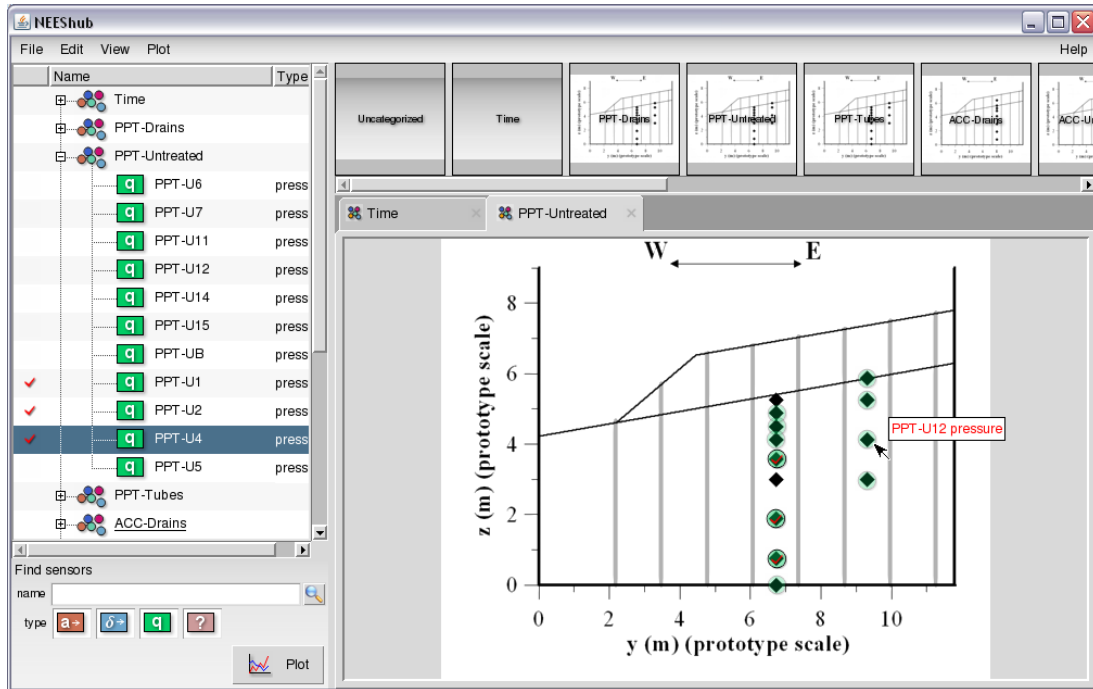 NEEShub
File Edit View Plot Help
Name Type
Time
PPT-Drains
PPT-Untreated
q PPT-U6 press
q PPT-U7 press
q PPT-U11 press
q PPT-U12 press
q PPT-U14 press
q PPT-U15 press
q PPT-UB press
q PPT-U1 press
q PPT-U2 press
q PPT-U4 press
q PPT-U5 press
PPT-Tubes
ACC-Drains
Find sensors
name
type a δ q ?
Plot
Uncategorized Time PPT-Drains PPT-Untreated PPT-Tubes ACC-Drains ACC-U
Time PPT-Untreated
W E
8
6
4
2
0
z (m) (prototype scale)
PPT-U12 pressure
0 2 4 6 8 10
y (m) (prototype scale)